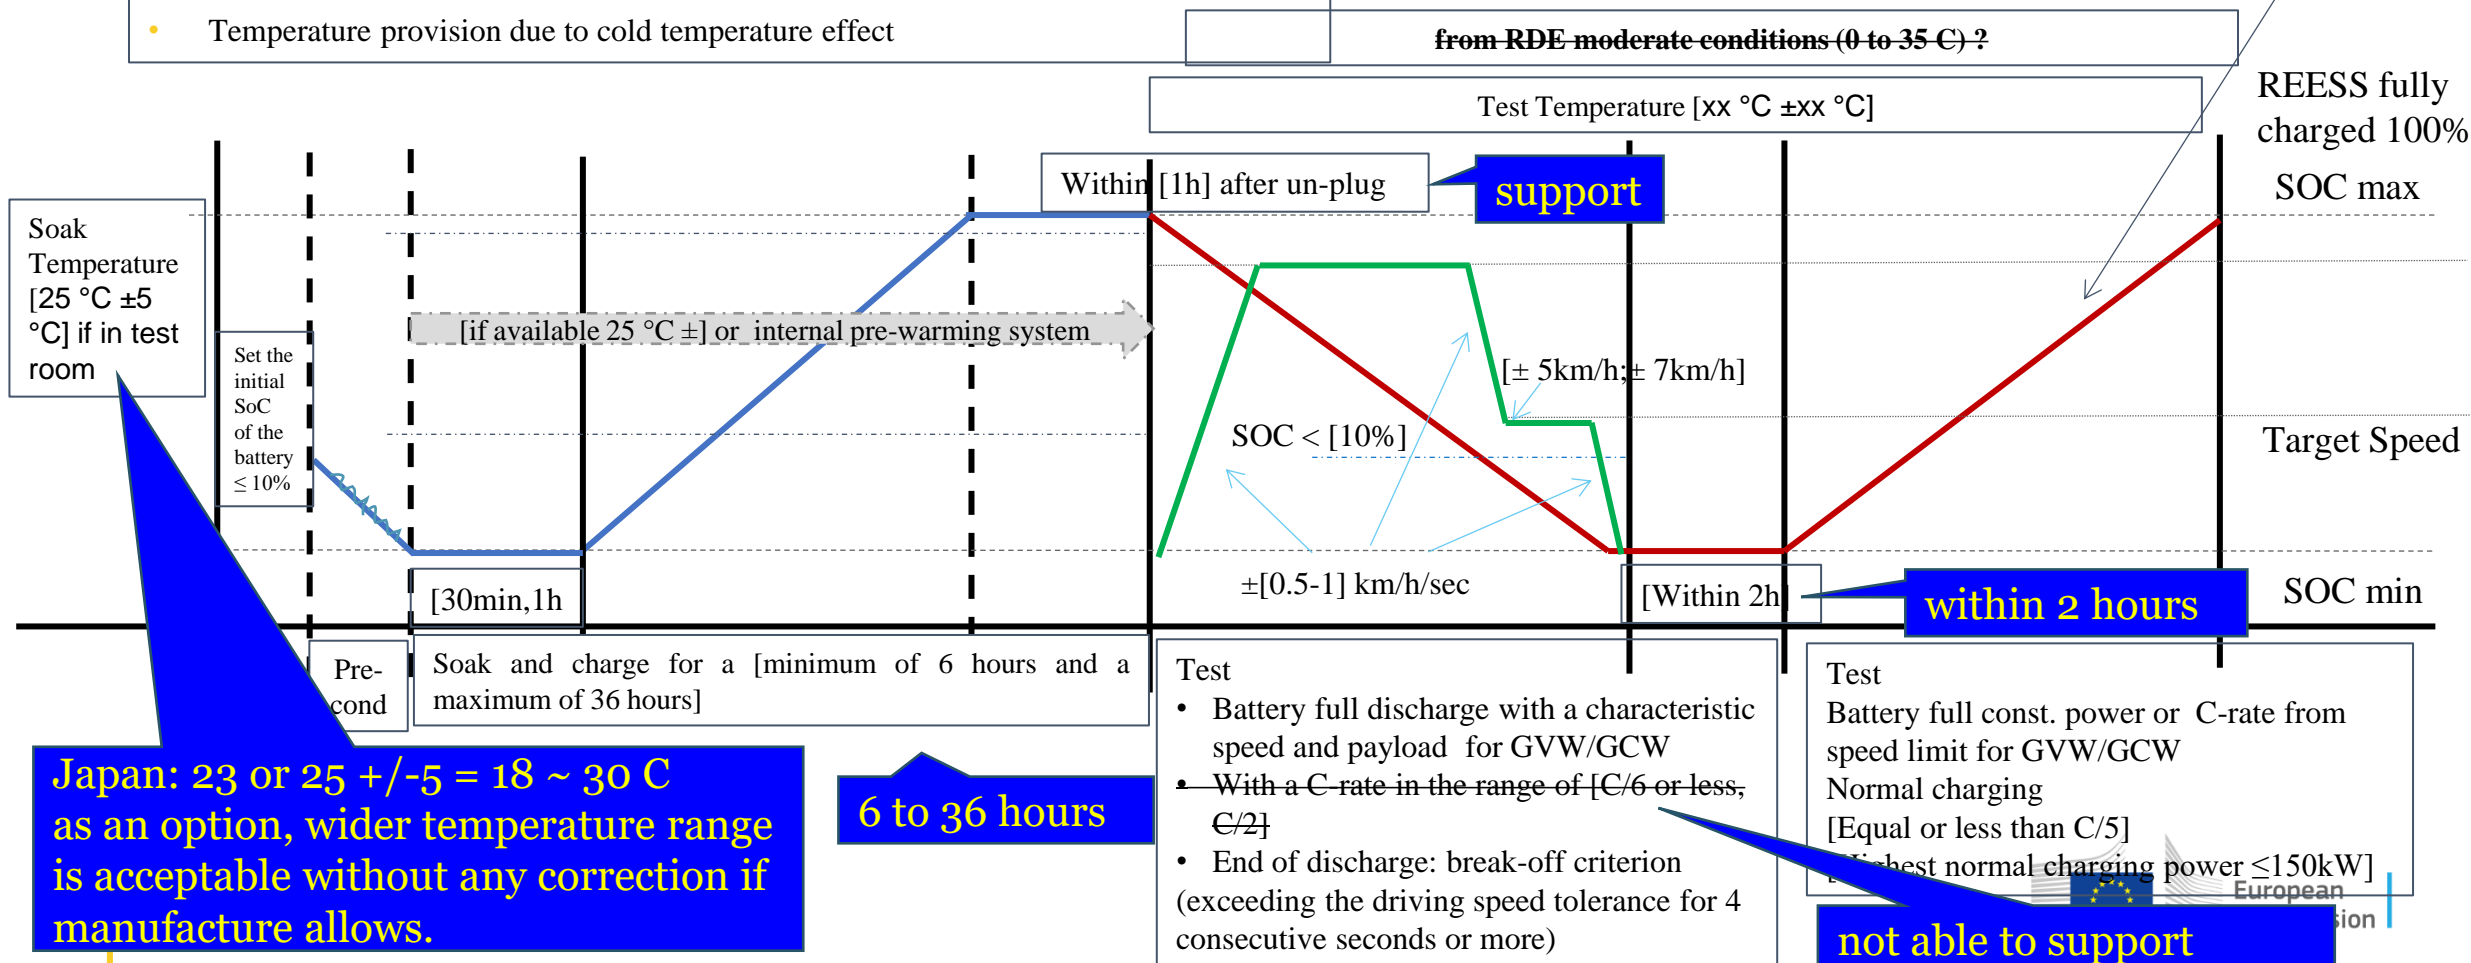 • Temperature provision due to cold temperature effect
from RDE moderate conditions (0 to 35 C) ?
Test Temperature [xx °C ±xx °C]
REESS fully
charged 100%
SOC max
Within [1h] after un-plug
support
Soak
Temperature
[25 °C ±5
°C] if in test
room
Set the
initial
SoC
of the
battery
≤ 10%
[if available 25 °C ±] or internal pre-warming system
[± 5km/h;± 7km/h]
SOC < [10%]
Target Speed
±[0.5-1] km/h/sec
[30min,1h
[Within 2h]
within 2 hours
SOC min
Pre-
cond
Soak and charge for a [minimum of 6 hours and a
maximum of 36 hours]
Test
• Battery full discharge with a characteristic
speed and payload for GVW/GCW
• With a C-rate in the range of [C/6 or less,
C/2]
• End of discharge: break-off criterion
(exceeding the driving speed tolerance for 4
consecutive seconds or more)
Test
Battery full const. power or C-rate from
speed limit for GVW/GCW
Normal charging
[Equal or less than C/5]
normal charging power ≤150kW]
Japan: 23 or 25 +/-5 = 18 ~ 30 C
as an option, wider temperature range
is acceptable without any correction if
manufacture allows.
6 to 36 hours
not able to support
European